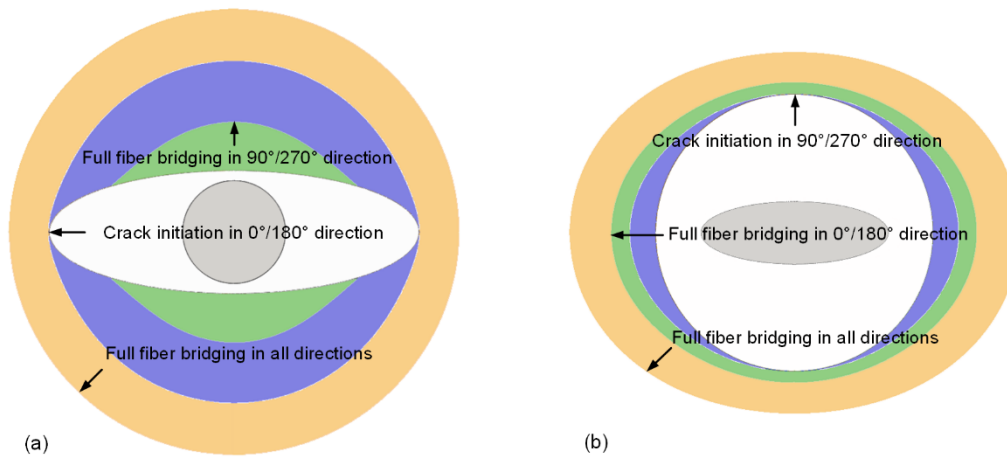 Full fiber bridging in 90°/270° direction
Crack initiation in 0°/180° direction
Full fiber bridging in all directions
(a)
Crack initiation in 90°/270° direction
Full fiber bridging in 0°/180° direction
Full fiber bridging in all directions
(b)